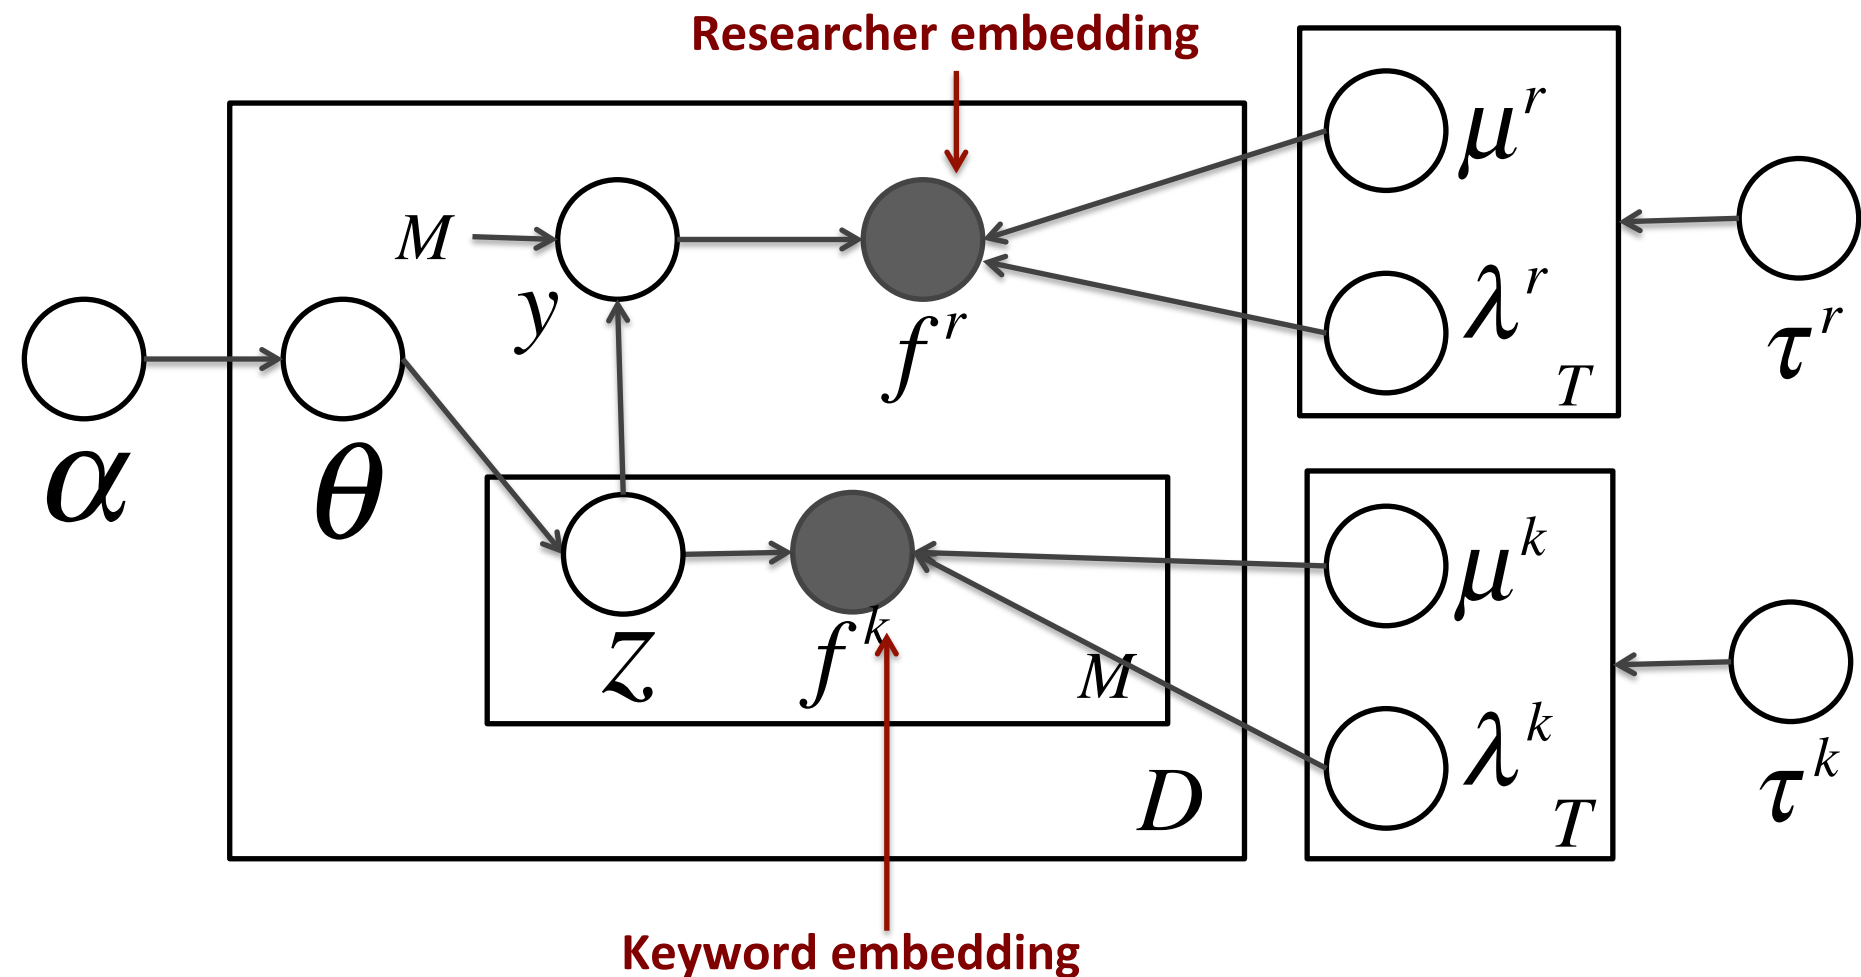 Researcher embedding
μ^r
M
y
f^r
λ^r
T
τ^r
α
θ
z
f^k
M
μ^k
λ^k
T
τ^k
D
Keyword embedding